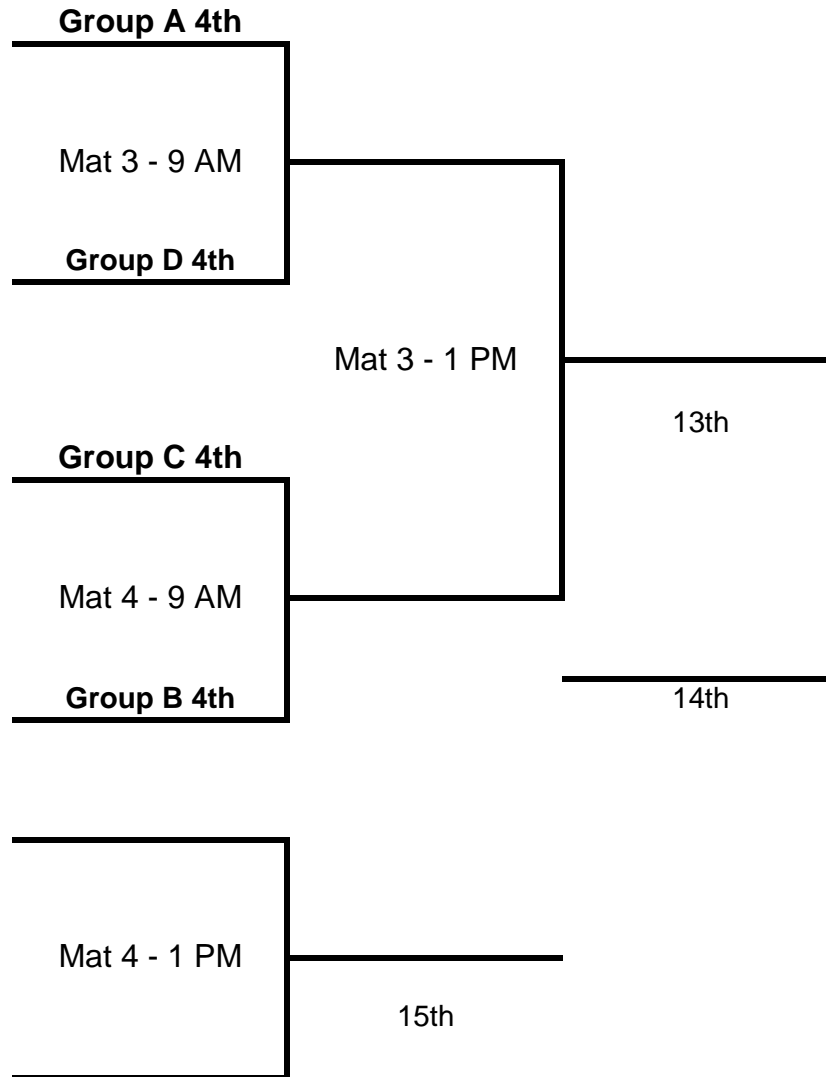 Group A 4th
Mat 3 - 9 AM
Group D 4th
Mat 3 - 1 PM
13th
Group C 4th
Mat 4 - 9 AM
Group B 4th
14th
Mat 4 - 1 PM
15th